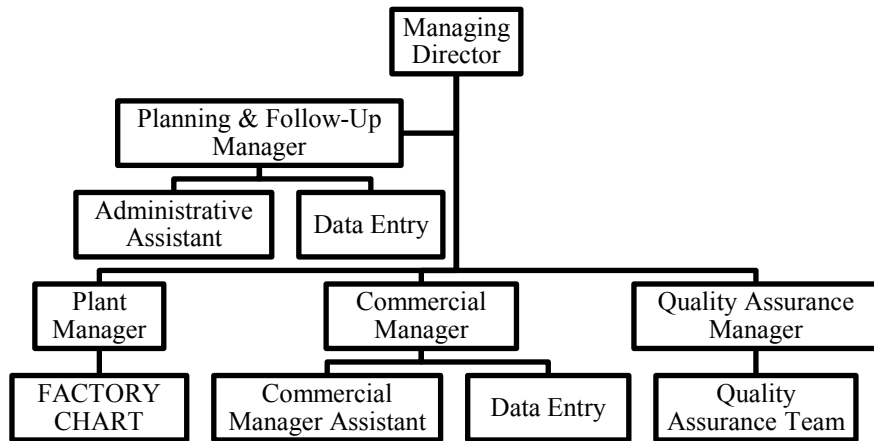 Managing
Director
Planning & Follow-Up
Manager
Administrative
Assistant
Data Entry
Plant
Manager
Commercial
Manager
Quality Assurance
Manager
FACTORY
CHART
Commercial
Manager Assistant
Data Entry
Quality
Assurance Team